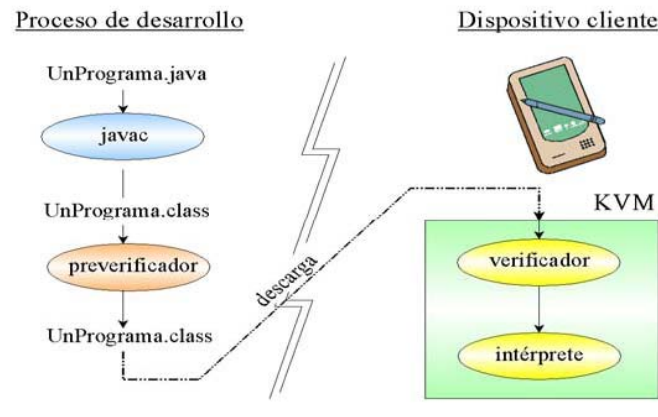 Proceso de desarrollo
UnPrograma.java
javac
UnPrograma.class
preverificador
UnPrograma.class
descarga
Dispositivo cliente
KVM
verificador
intérprete